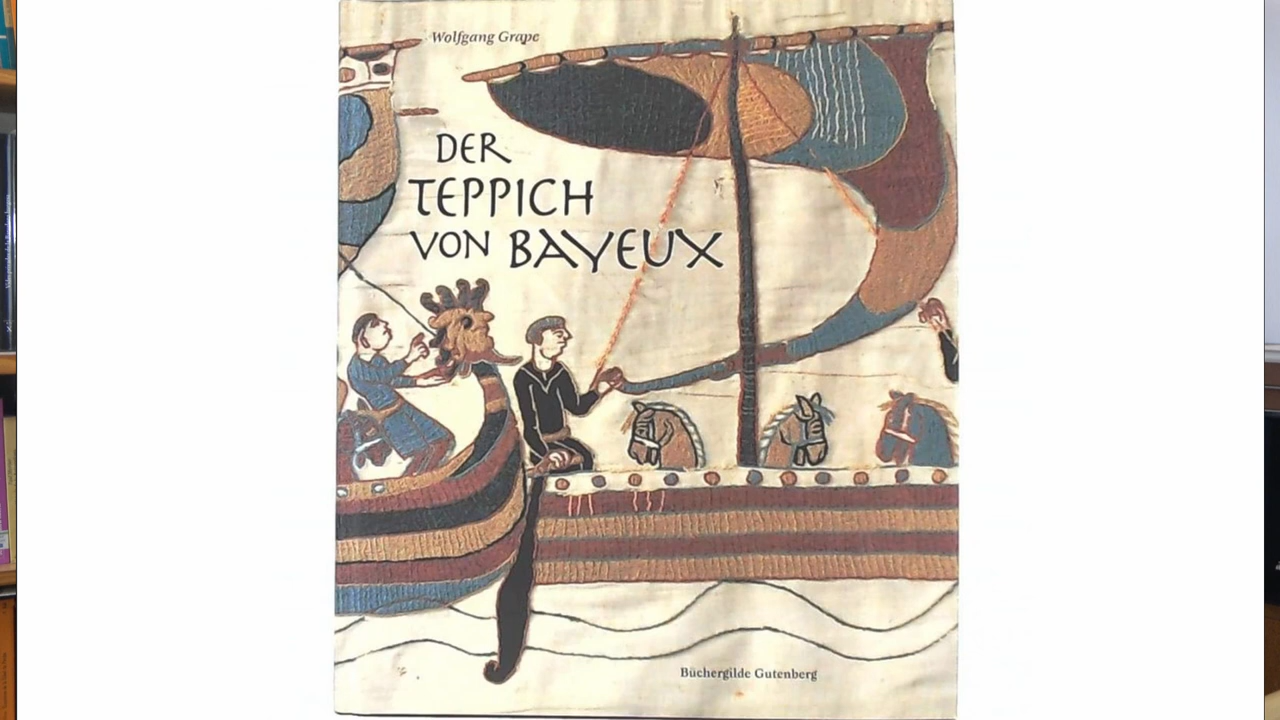 Wolfgang Grape
DER
TEPPICH
VON BAYEUX
Büchergilde Gutenberg